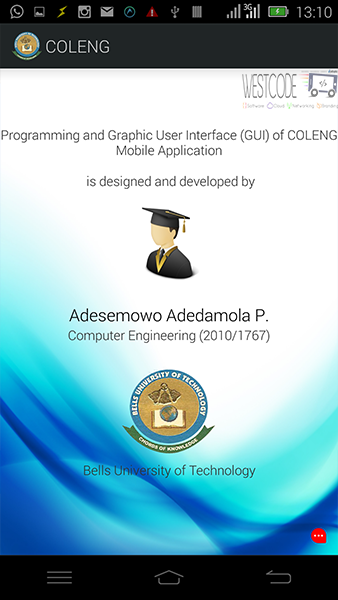 3G
13:10
COLENG
WESTCODE
Software Cloud Networking Branding
Programming and Graphic User Interface (GUI) of COLENG
Mobile Application
is designed and developed by
Adesemowo Adedamola P.
Computer Engineering (2010/1767)
BELLS UNIVERSITY OF TECHNOLOGY
CHORDS OF KNOWLEDGE
Bells University of Technology